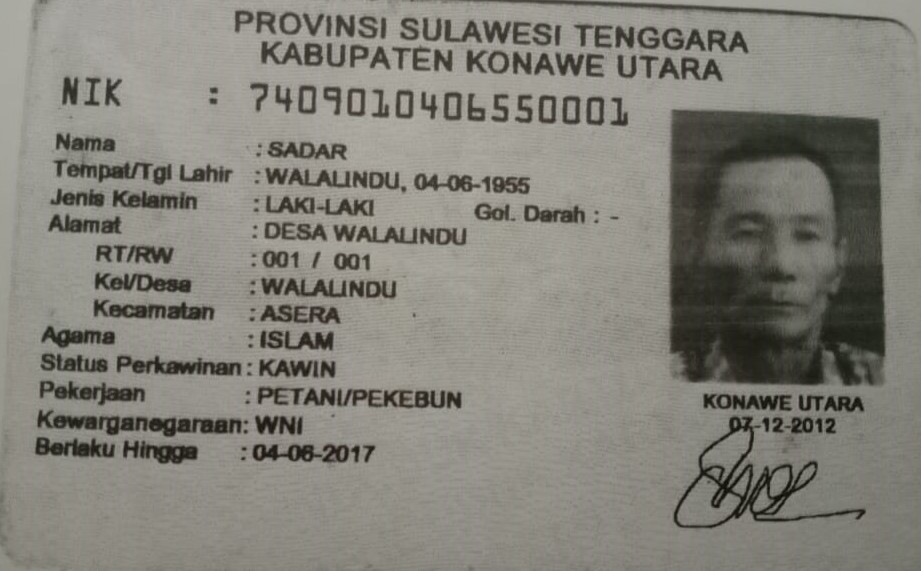 PROVINSI SULAWESI TENGGARA
KABUPATEN KONAWE UTARA
NIK : 7409010406550001
Nama : SADAR
Tempat/Tgl Lahir : WALALINDU, 04-06-1955
Jenis Kelamin : LAKI-LAKI Gol. Darah : -
Alamat : DESA WALALINDU
RT/RW : 001 / 001
Kel/Desa : WALALINDU
Kecamatan : ASERA
Agama : ISLAM
Status Perkawinan : KAWIN
Pekerjaan : PETANI/PEKEBUN
Kewarganegaraan: WNI
Berlaku Hingga : 04-06-2017
KONAWE UTARA
07-12-2012